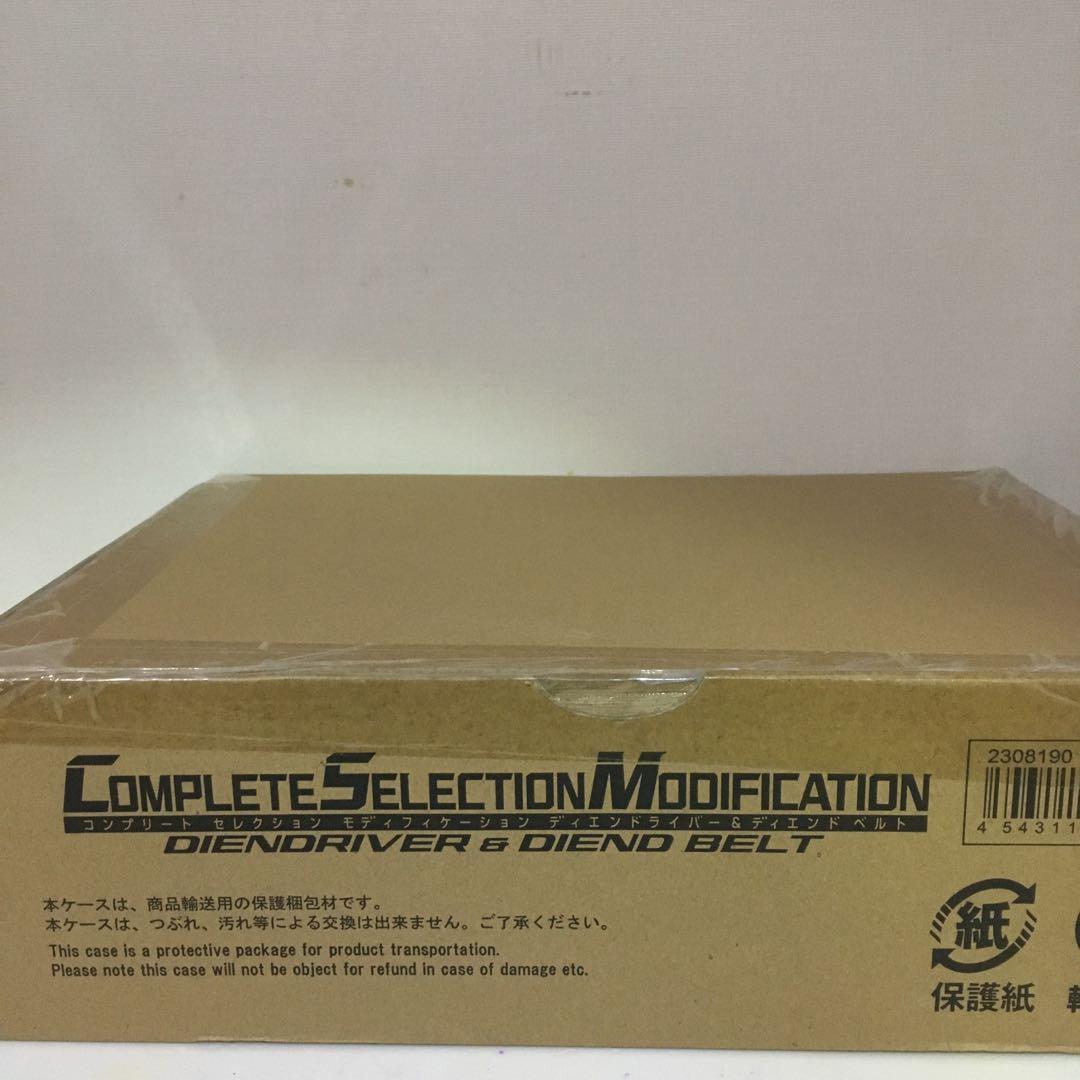 COMPLETE SELECTION MODIFICATION
コンプリート セレクション モディフィケーション ディエンドライバー & ディエンド ベルト
DIENDRIVER & DIEND BELT
2308190
4 54311
本ケースは、商品輸送用の保護梱包材です。
本ケースは、つぶれ、汚れ等による交換は出来ません。ご了承ください。
This case is a protective package for product transportation.
Please note this case will not be object for refund in case of damage etc.
紙
保護紙